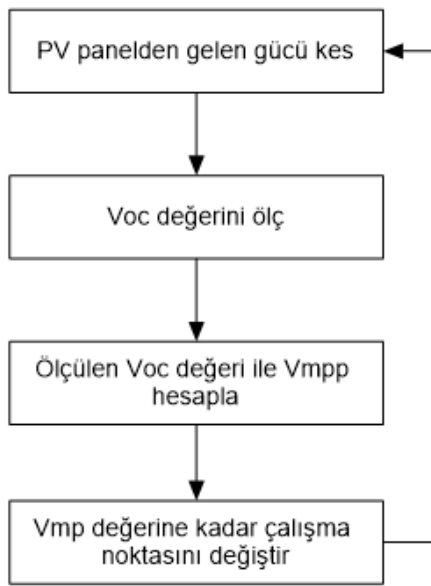 PV panelden gelen gücü kes
Voc değerini ölç
Ölçülen Voc değeri ile Vmpp
hesapla
Vmp değerine kadar çalışma
noktasını değiştir